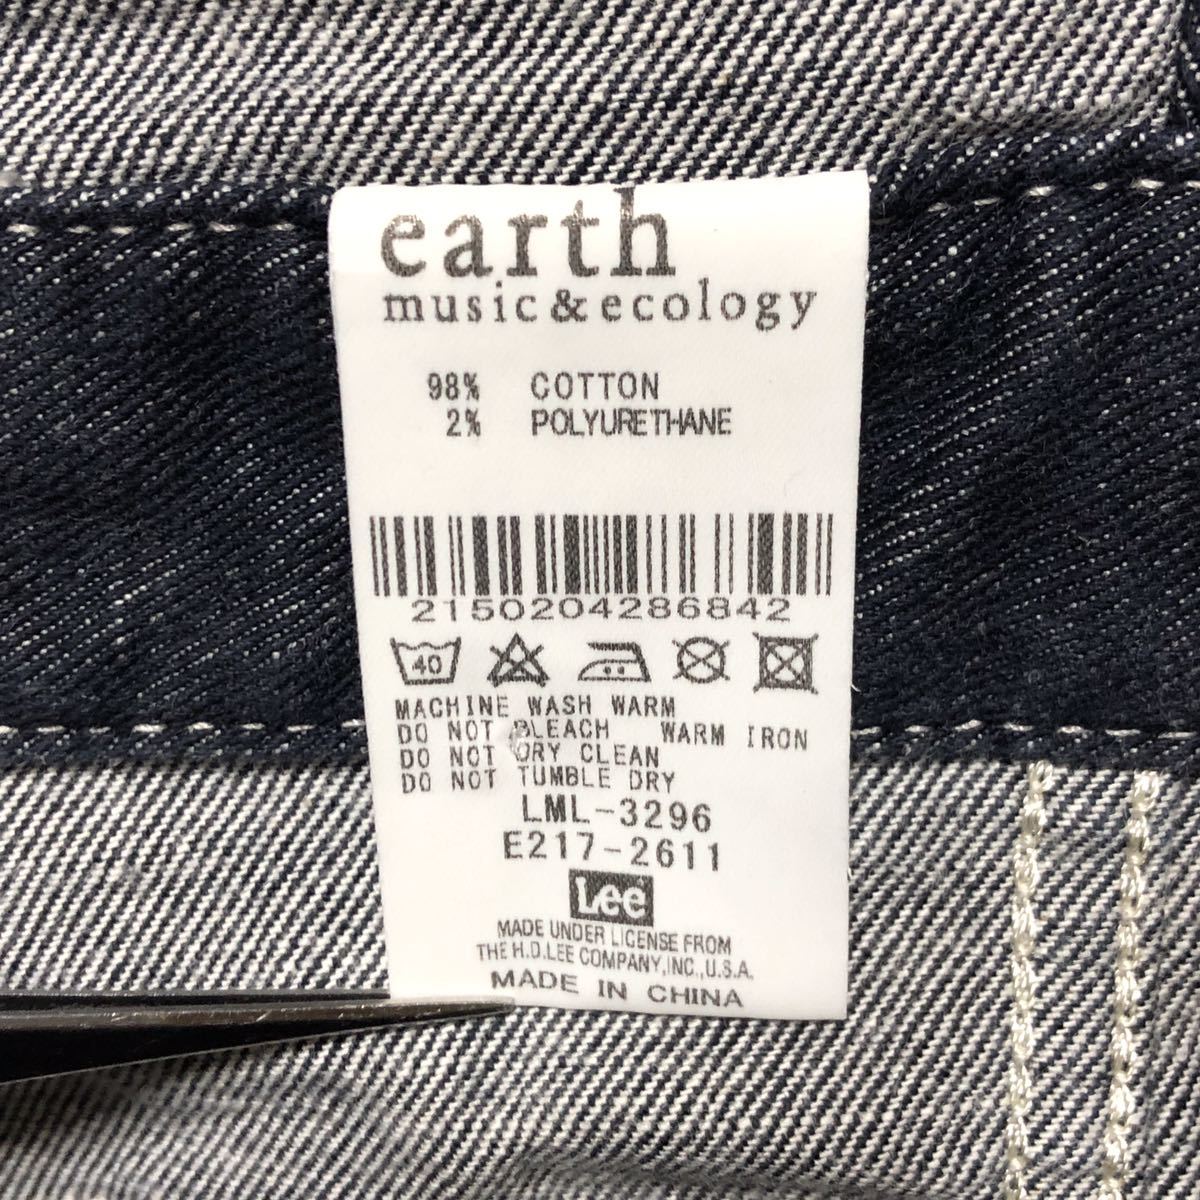 earth
music&ecology
98% COTTON
2% POLYURETHANE
2150204286842
40
MACHINE WASH WARM
DO NOT BLEACH WARM IRON
DO NOT DRY CLEAN
DO NOT TUMBLE DRY
LML-3296
E217-2611
Lee
MADE UNDER LICENSE FROM
THE H.D.LEE COMPANY,INC.,U.S.A.
MADE IN CHINA